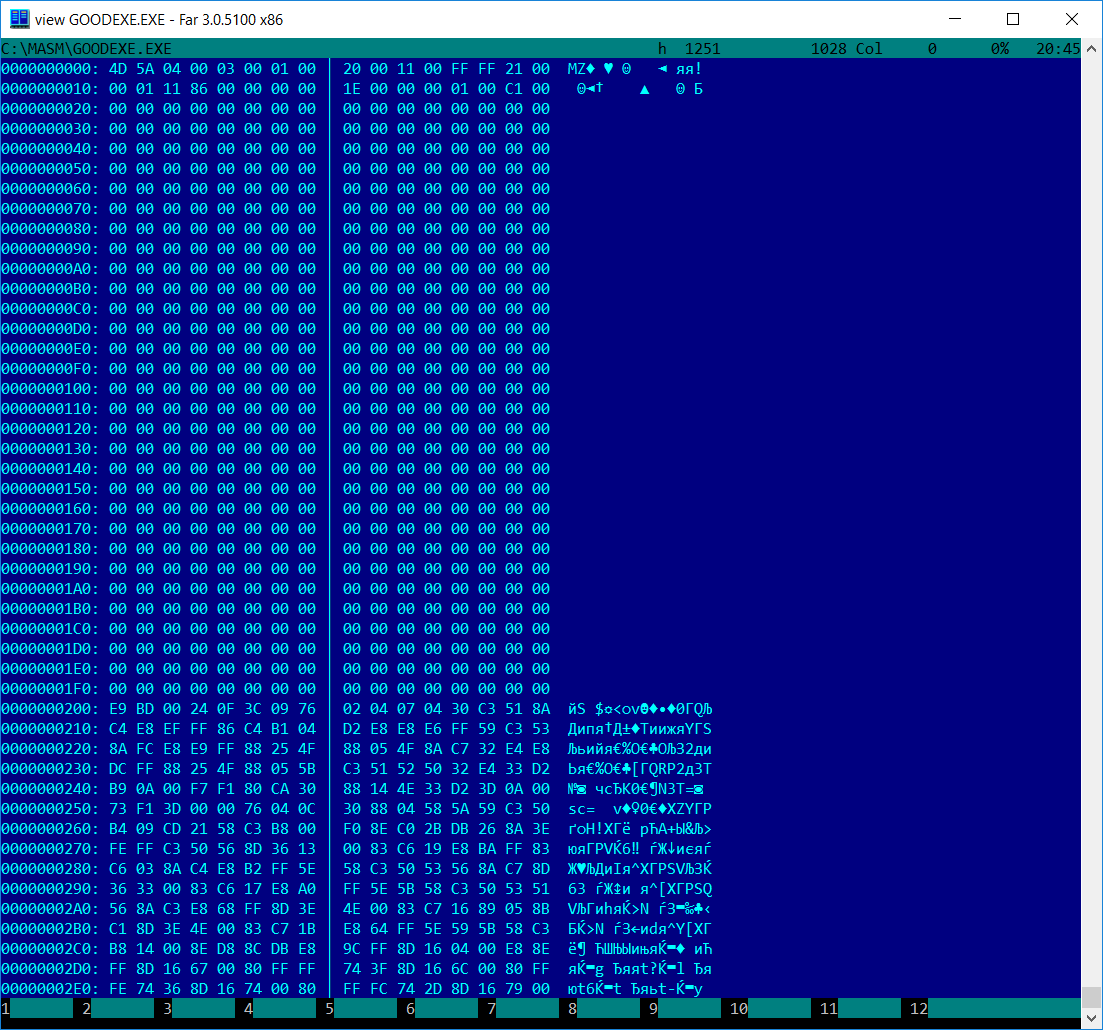 view GOODEXE.EXE - Far 3.0.5100 x86
C:\MASM\GOODEXE.EXE h 1251 1028 Col 0 0% 20:45
0000000000: 4D 5A 04 00 03 00 01 00 │ 20 00 11 00 FF FF 21 00 MZ♦ ♥ ☺ ◄ яя!
0000000010: 00 01 11 86 00 00 00 00 │ 1E 00 00 00 01 00 C1 00 ☺◄† ▲ ☺ Б
0000000020: 00 00 00 00 00 00 00 00 │ 00 00 00 00 00 00 00 00
0000000030: 00 00 00 00 00 00 00 00 │ 00 00 00 00 00 00 00 00
0000000040: 00 00 00 00 00 00 00 00 │ 00 00 00 00 00 00 00 00
0000000050: 00 00 00 00 00 00 00 00 │ 00 00 00 00 00 00 00 00
0000000060: 00 00 00 00 00 00 00 00 │ 00 00 00 00 00 00 00 00
0000000070: 00 00 00 00 00 00 00 00 │ 00 00 00 00 00 00 00 00
0000000080: 00 00 00 00 00 00 00 00 │ 00 00 00 00 00 00 00 00
0000000090: 00 00 00 00 00 00 00 00 │ 00 00 00 00 00 00 00 00
00000000A0: 00 00 00 00 00 00 00 00 │ 00 00 00 00 00 00 00 00
00000000B0: 00 00 00 00 00 00 00 00 │ 00 00 00 00 00 00 00 00
00000000C0: 00 00 00 00 00 00 00 00 │ 00 00 00 00 00 00 00 00
00000000D0: 00 00 00 00 00 00 00 00 │ 00 00 00 00 00 00 00 00
00000000E0: 00 00 00 00 00 00 00 00 │ 00 00 00 00 00 00 00 00
00000000F0: 00 00 00 00 00 00 00 00 │ 00 00 00 00 00 00 00 00
0000000100: 00 00 00 00 00 00 00 00 │ 00 00 00 00 00 00 00 00
0000000110: 00 00 00 00 00 00 00 00 │ 00 00 00 00 00 00 00 00
0000000120: 00 00 00 00 00 00 00 00 │ 00 00 00 00 00 00 00 00
0000000130: 00 00 00 00 00 00 00 00 │ 00 00 00 00 00 00 00 00
0000000140: 00 00 00 00 00 00 00 00 │ 00 00 00 00 00 00 00 00
0000000150: 00 00 00 00 00 00 00 00 │ 00 00 00 00 00 00 00 00
0000000160: 00 00 00 00 00 00 00 00 │ 00 00 00 00 00 00 00 00
0000000170: 00 00 00 00 00 00 00 00 │ 00 00 00 00 00 00 00 00
0000000180: 00 00 00 00 00 00 00 00 │ 00 00 00 00 00 00 00 00
0000000190: 00 00 00 00 00 00 00 00 │ 00 00 00 00 00 00 00 00
00000001A0: 00 00 00 00 00 00 00 00 │ 00 00 00 00 00 00 00 00
00000001B0: 00 00 00 00 00 00 00 00 │ 00 00 00 00 00 00 00 00
00000001C0: 00 00 00 00 00 00 00 00 │ 00 00 00 00 00 00 00 00
00000001D0: 00 00 00 00 00 00 00 00 │ 00 00 00 00 00 00 00 00
00000001E0: 00 00 00 00 00 00 00 00 │ 00 00 00 00 00 00 00 00
00000001F0: 00 00 00 00 00 00 00 00 │ 00 00 00 00 00 00 00 00
0000000200: E9 BD 00 24 0F 3C 09 76 │ 02 04 07 04 30 C3 51 8A йЅ $☼<○v☻♦•♦0ГQЉ
0000000210: C4 E8 EF FF 86 C4 B1 04 │ D2 E8 E8 E6 FF 59 C3 53 Дипя†Д±♦ТиижяYГS
0000000220: 8A FC E8 E9 FF 88 25 4F │ 88 05 4F 8A C7 32 E4 E8 Љьийя€%O€♣OЉЗ2ди
0000000230: DC FF 88 25 4F 88 05 5B │ C3 51 52 50 32 E4 33 D2 Ья€%O€♣[ГQRP2д3Т
0000000240: B9 0A 00 F7 F1 80 CA 30 │ 88 14 4E 33 D2 3D 0A 00 №◙ чсЂК0€¶N3Т=◙
0000000250: 73 F1 3D 00 00 76 04 0C │ 30 88 04 58 5A 59 C3 50 sс= v♦♀0€♦XZYГP
0000000260: B4 09 CD 21 58 C3 B8 00 │ F0 8E C0 2B DB 26 8A 3E ґ○Н!XГё рЋА+Ы&Љ>
0000000270: FE FF C3 50 56 8D 36 13 │ 00 83 C6 19 E8 BA FF 83 юяГPVЌ6‼ ѓЖ↓иєяѓ
0000000280: C6 03 8A C4 E8 B2 FF 5E │ 58 C3 50 53 56 8A C7 8D Ж♥ЉДиІя^XГPSVЉЗЌ
0000000290: 36 33 00 83 C6 17 E8 A0 │ FF 5E 5B 58 C3 50 53 51 63 ѓЖ↨и я^[XГPSQ
00000002A0: 56 8A C3 E8 68 FF 8D 3E │ 4E 00 83 C7 16 89 05 8B VЉГиhяЌ>N ѓЗ▬‰♣‹
00000002B0: C1 8D 3E 4E 00 83 C7 1B │ E8 64 FF 5E 59 5B 58 C3 БЌ>N ѓЗ←иdя^Y[XГ
00000002C0: B8 14 00 8E D8 8C DB E8 │ 9C FF 8D 16 04 00 E8 8E ё¶ ЋШЊЫињяЌ▬♦ иЋ
00000002D0: FF 8D 16 67 00 80 FF FF │ 74 3F 8D 16 6C 00 80 FF яЌ▬g Ђяяt?Ќ▬l Ђя
00000002E0: FE 74 36 8D 16 74 00 80 │ FF FC 74 2D 8D 16 79 00 юt6Ќ▬t Ђяьt-Ќ▬y
1 2 3 4 5 6 7 8 9 10 11 12